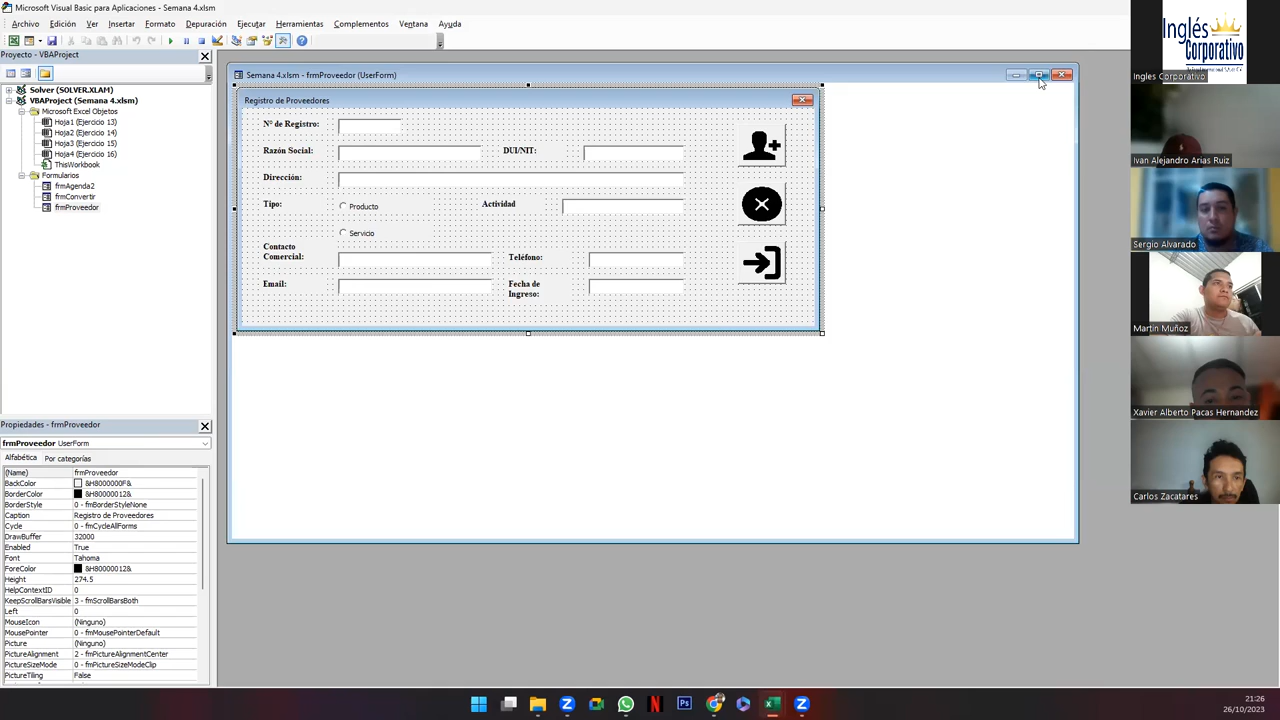 Microsoft Visual Basic para Aplicaciones - Semana 4.xlsm
Archivo Edición Ver Insertar Formato Depuración Ejecutar Herramientas Complementos Ventana Ayuda
Proyecto - VBAProject
Solver (SOLVER.XLAM)
VBAProject (Semana 4.xlsm)
Microsoft Excel Objetos
Hoja1 (Ejercicio 13)
Hoja2 (Ejercicio 14)
Hoja3 (Ejercicio 15)
Hoja4 (Ejercicio 16)
ThisWorkbook
Formularios
frmAgenda2
frmConvertir
frmProveedor
Propiedades - frmProveedor
frmProveedor UserForm
Alfabética Por categorías
(Name) frmProveedor
BackColor &H8000000F&
BorderColor &H80000012&
BorderStyle 0 - fmBorderStyleNone
Caption Registro de Proveedores
Cycle 0 - fmCycleAllForms
DrawBuffer 32000
Enabled True
Font Tahoma
ForeColor &H80000012&
Height 274.5
HelpContextID 0
KeepScrollBarsVisible 3 - fmScrollBarsBoth
Left 0
MouseIcon (Ninguno)
MousePointer 0 - fmMousePointerDefault
Picture (Ninguno)
PictureAlignment 2 - fmPictureAlignmentCenter
PictureSizeMode 0 - fmPictureSizeModeClip
PictureTiling False
Semana 4.xlsm - frmProveedor (UserForm)
Registro de Proveedores
Nº de Registro:
Razón Social: DUI/NIT:
Dirección:
Tipo: Producto Actividad
Servicio
Contacto
Comercial: Teléfono:
Email: Fecha de
Ingreso:
Inglés
Corporativo
Ingles Corporativo
Ivan Alejandro Arias Ruiz
Sergio Alvarado
Martin Muñoz
Xavier Alberto Pacas Hernandez
Carlos Zacatares
21:26
26/10/2023